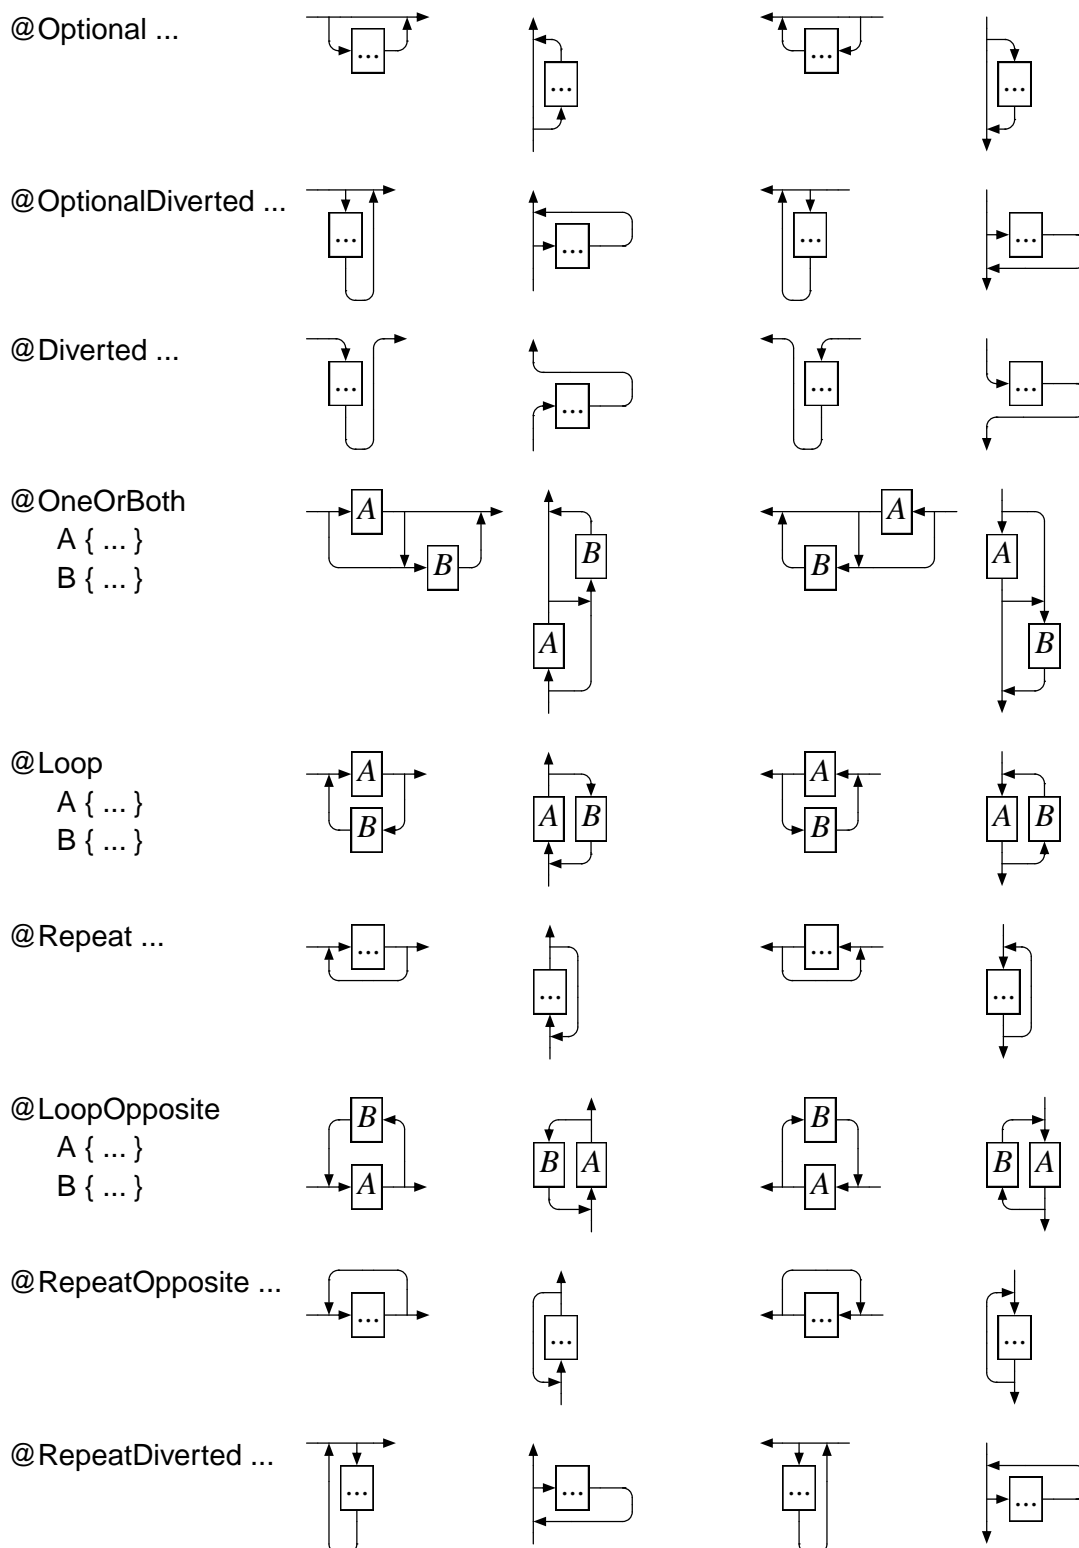 @Optional ...
... ... ... ...
@OptionalDiverted ...
... ... ... ...
@Diverted ...
... ... ... ...
@OneOrBoth
A { ... }
B { ... }
A B B A A B A B
@Loop
A { ... }
B { ... }
A B A B A B A B
@Repeat ...
... ... ... ...
@LoopOpposite
A { ... }
B { ... }
B A B A B A B A
@RepeatOpposite ...
... ... ... ...
@RepeatDiverted ...
... ... ... ...